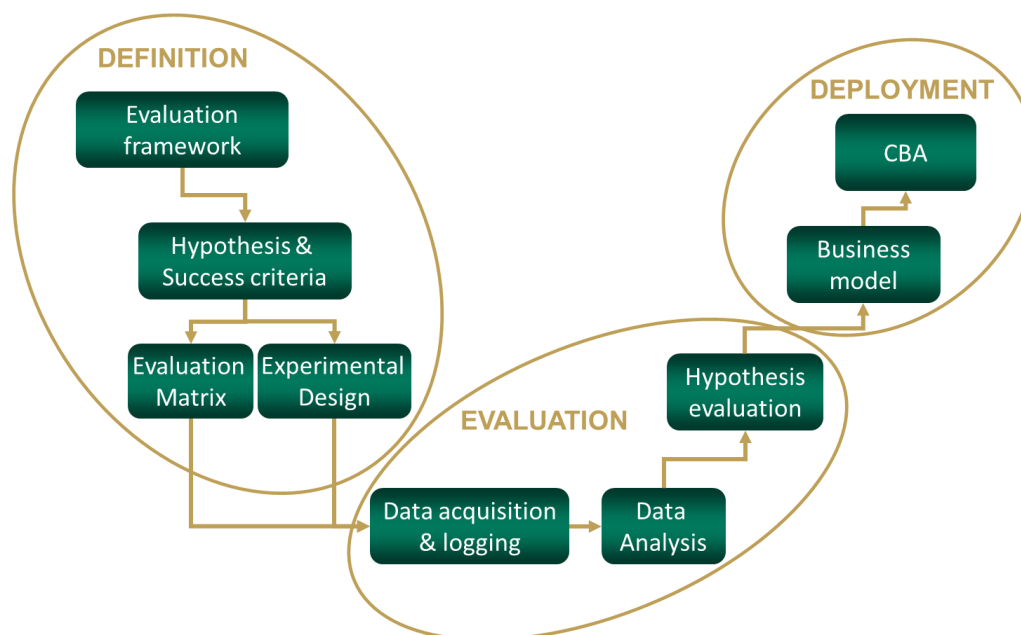 DEFINITION
Evaluation
framework
Hypothesis &
Success criteria
Evaluation
Matrix
Experimental
Design
EVALUATION
Data acquisition
& logging
Data
Analysis
Hypothesis
evaluation
DEPLOYMENT
Business
model
CBA